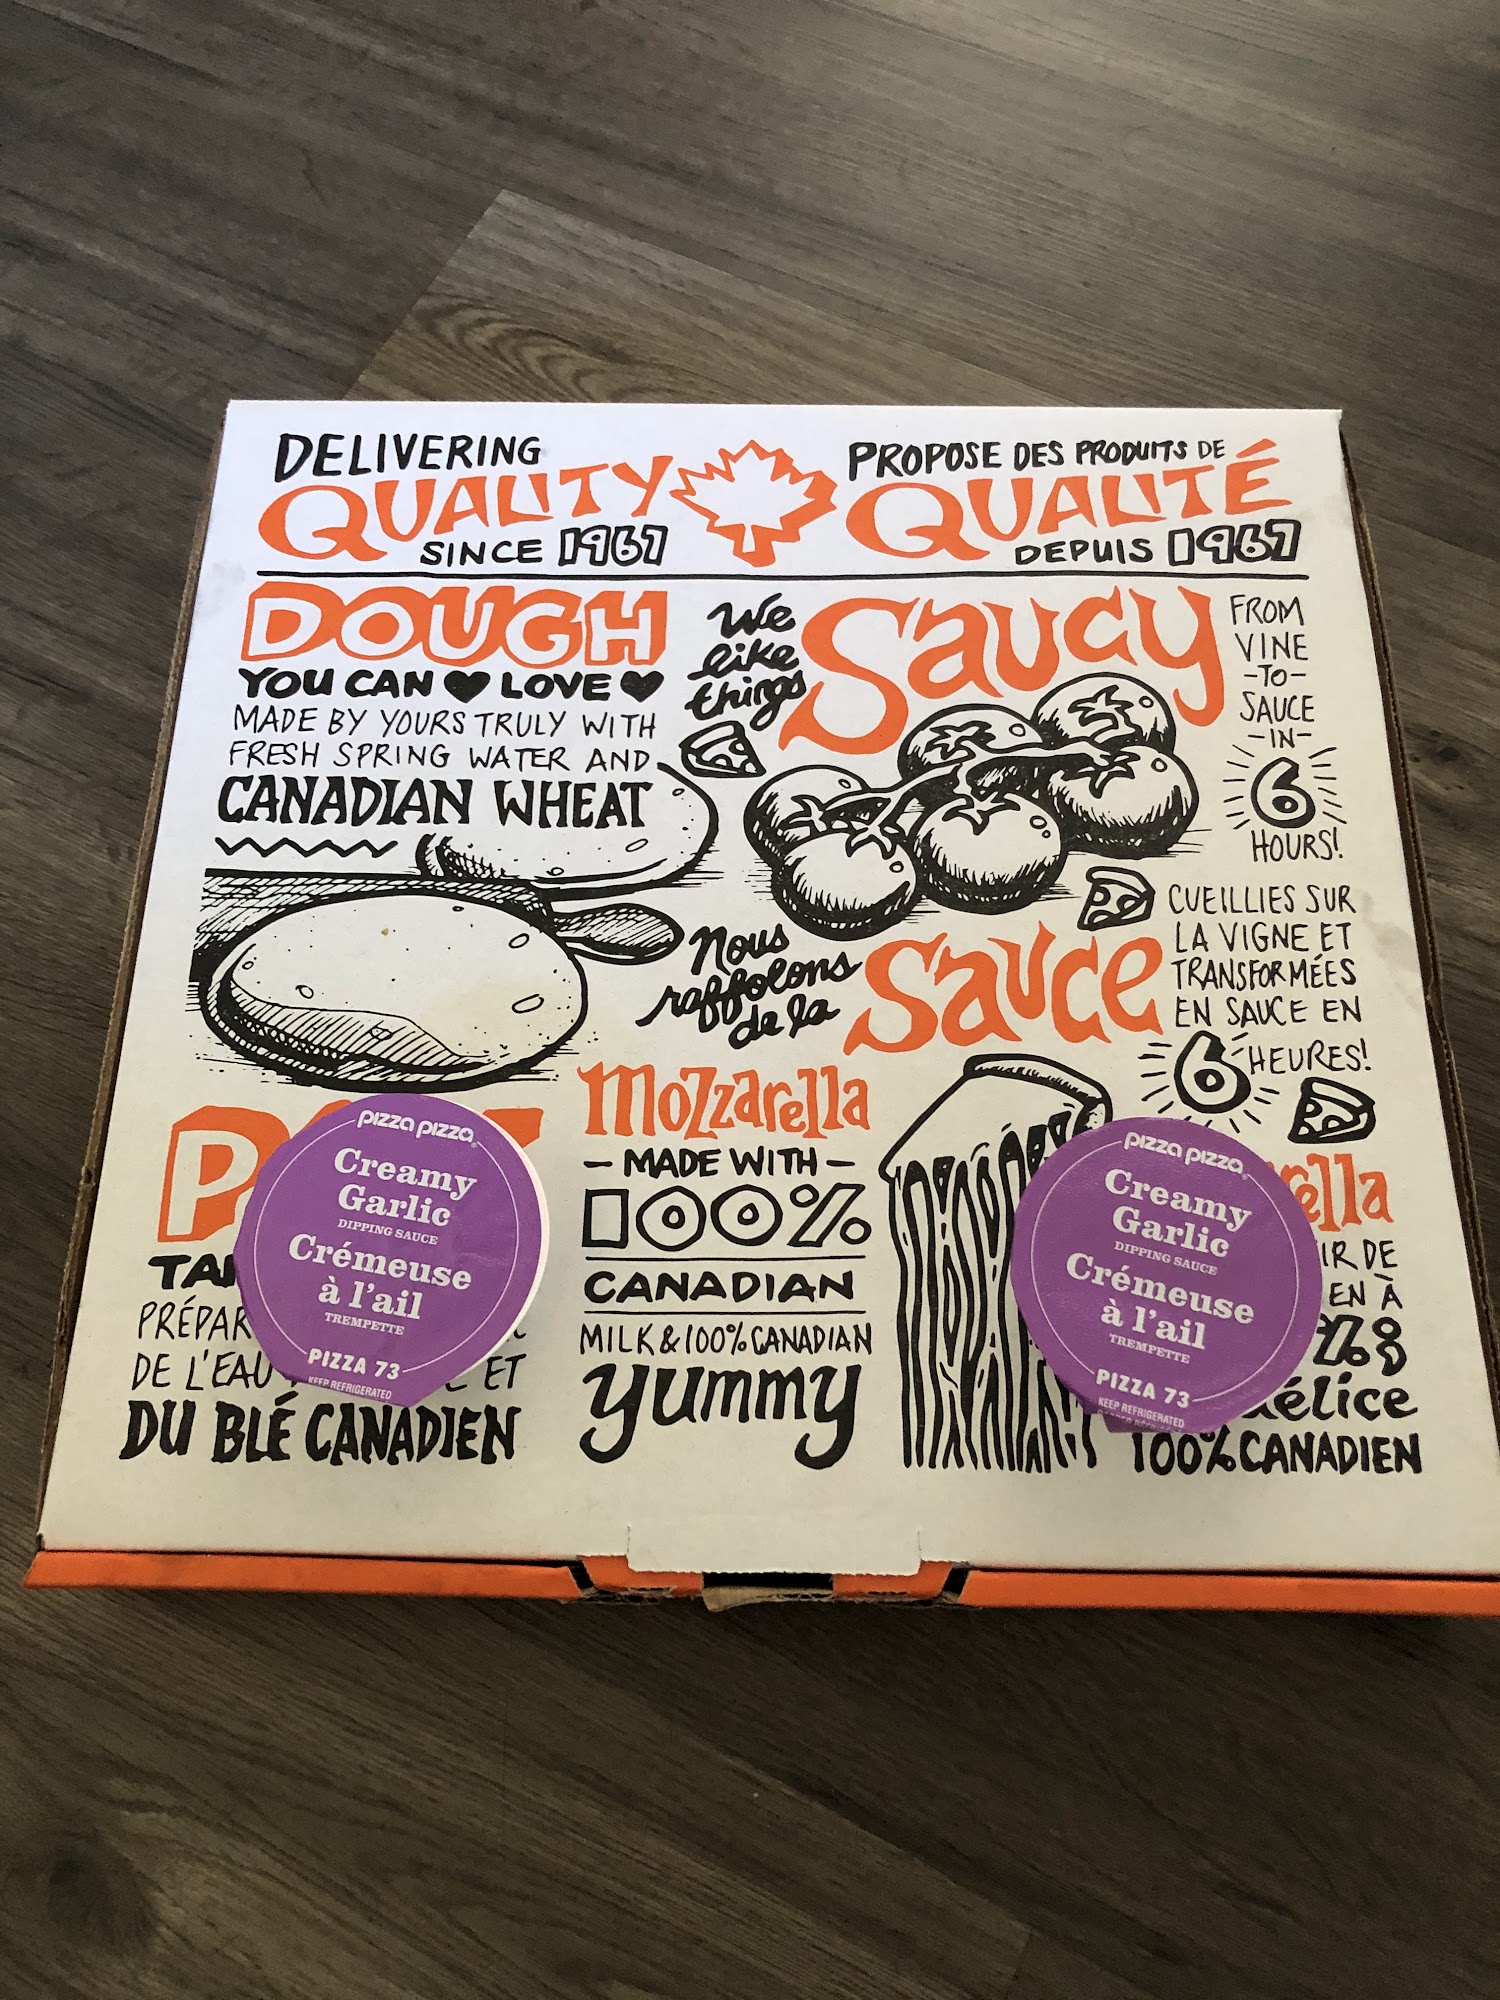 DELIVERING
QUALITY
SINCE 1967
PROPOSE DES PRODUITS DE
QUALITÉ
DEPUIS 1967
DOUGH
YOU CAN LOVE
MADE BY YOURS TRULY WITH
FRESH SPRING WATER AND
CANADIAN WHEAT
We
like
things
Saucy
FROM
VINE
-TO-
SAUCE
-IN-
6
HOURS!
Nous
raffolons
de la
Sauce
CUEILLIES SUR
LA VIGNE ET
TRANSFORMÉES
EN SAUCE EN
6 HEURES!
DE L'EAU ET
DU BLÉ CANADIEN
Mozzarella
- MADE WITH -
100%
CANADIAN
MILK & 100% CANADIAN
yummy
100% CANADIEN
pizza pizza
Creamy
Garlic
DIPPING SAUCE
Crémeuse
à l'ail
TREMPETTE
PIZZA 73
KEEP REFRIGERATED
pizza pizza
Creamy
Garlic
DIPPING SAUCE
Crémeuse
à l'ail
TREMPETTE
PIZZA 73
KEEP REFRIGERATED